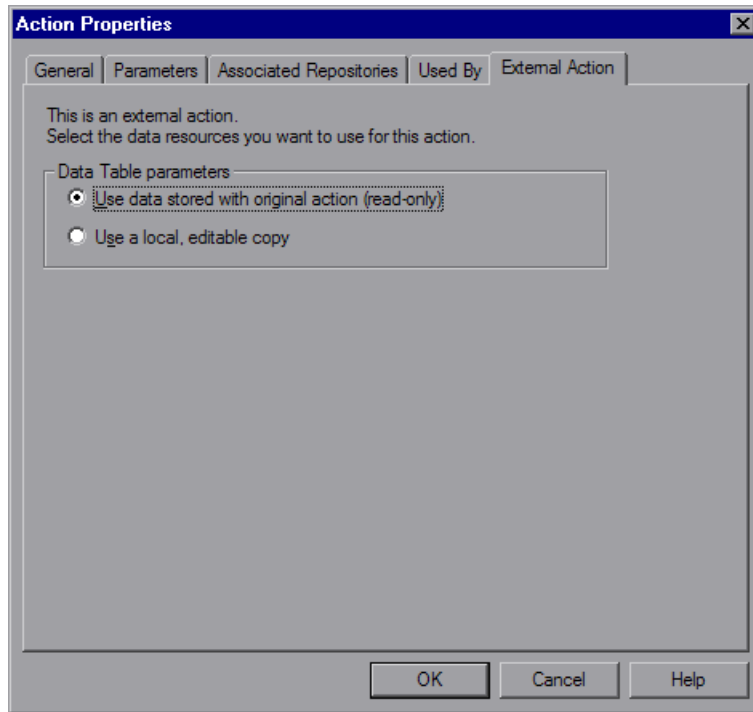 Action Properties
General Parameters Associated Repositories Used By External Action
This is an external action.
Select the data resources you want to use for this action.
Data Table parameters
Use data stored with original action (read-only)
Use a local, editable copy
OK Cancel Help